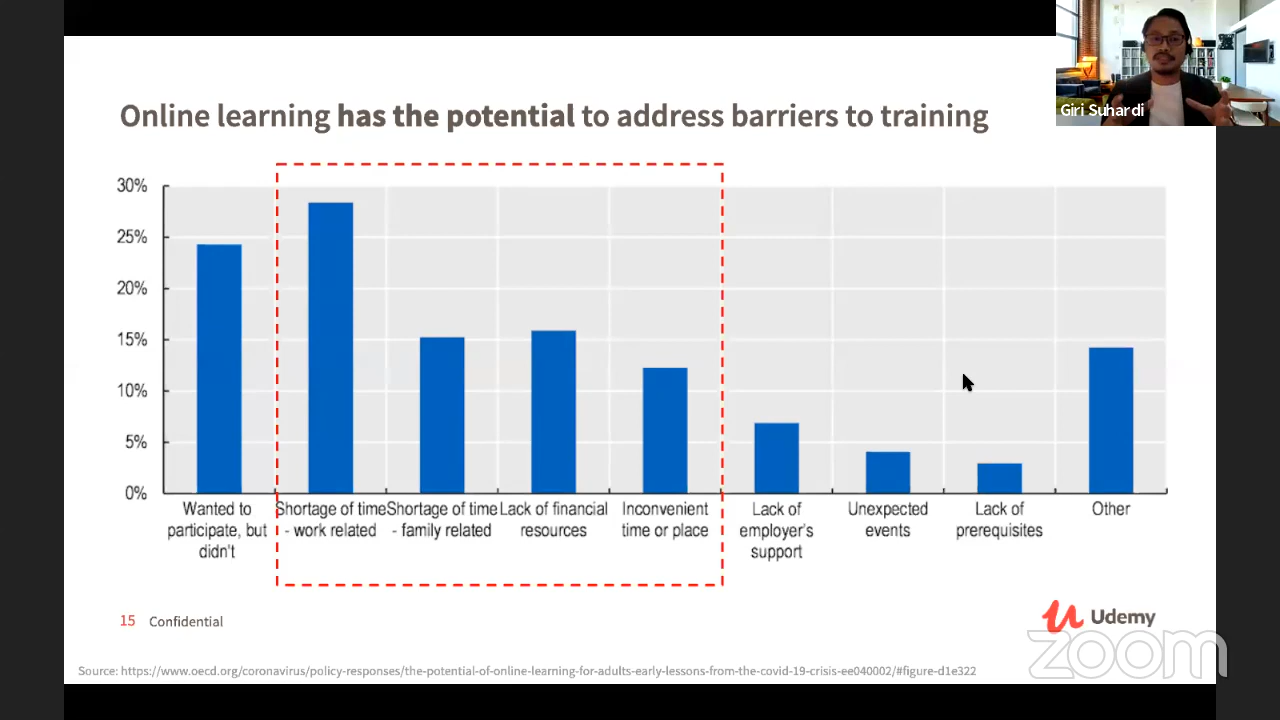 Giri Suhardi
Online learning has the potential to address barriers to training
30%
25%
20%
15%
10%
5%
0%
Wanted to participate, but didn't
Shortage of time - work related
Shortage of time - family related
Lack of financial resources
Inconvenient time or place
Lack of employer's support
Unexpected events
Lack of prerequisites
Other
15 Confidential
Udemy
zoom
Source: https://www.oecd.org/coronavirus/policy-responses/the-potential-of-online-learning-for-adults-early-lessons-from-the-covid-19-crisis-ee040002/#figure-d1e322